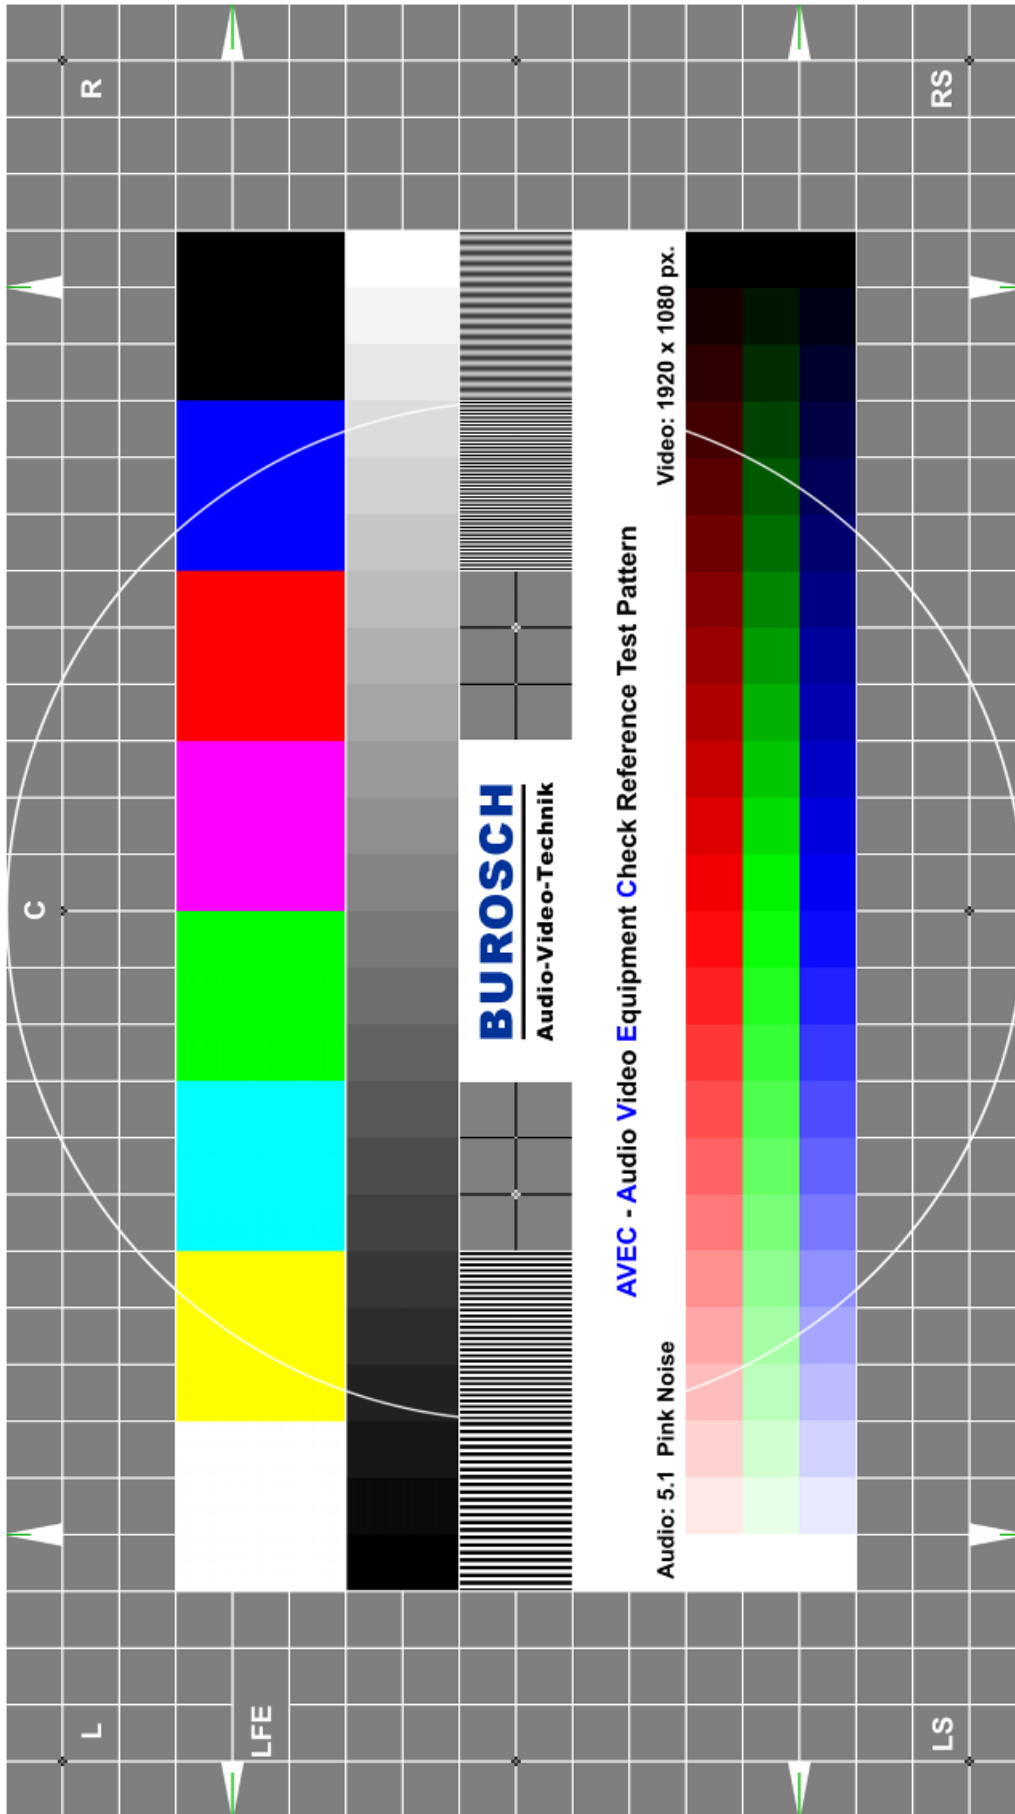 C
L
R
LFE
BUROSCH
Audio-Video-Technik
AVEC - Audio Video Equipment Check Reference Test Pattern
Audio: 5.1 Pink Noise
Video: 1920 x 1080 px.
LS
RS